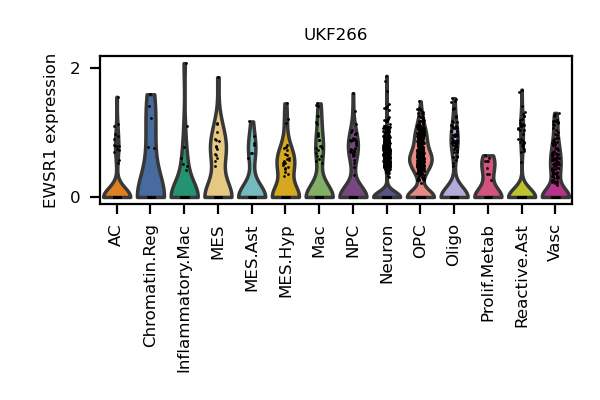 UKF266
EWSR1 expression
2
0
AC
Chromatin.Reg
Inflammatory.Mac
MES
MES.Ast
MES.Hyp
Mac
NPC
Neuron
OPC
Oligo
Prolif.Metab
Reactive.Ast
Vasc